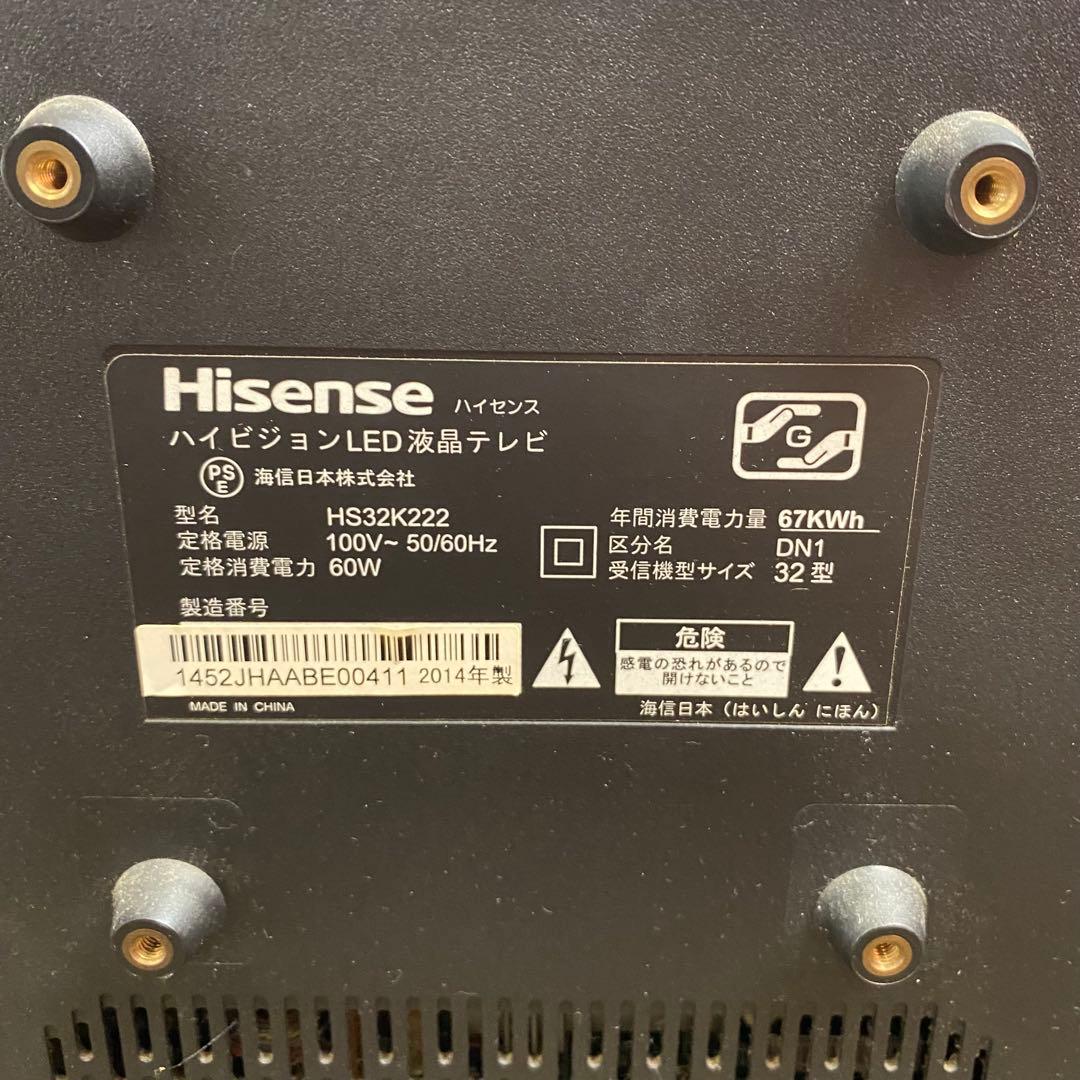 Hisense ハイセンス
ハイビジョンLED液晶テレビ
PSE 海信日本株式会社
G
型名 HS32K222
定格電源 100V~ 50/60Hz
定格消費電力 60W
年間消費電力量 67KWh
区分名 DN1
受信機型サイズ 32型
製造番号
1452JHAABE00411 2014年製
MADE IN CHINA
危険
感電の恐れがあるので
開けないこと
海信日本(はいしん にほん)